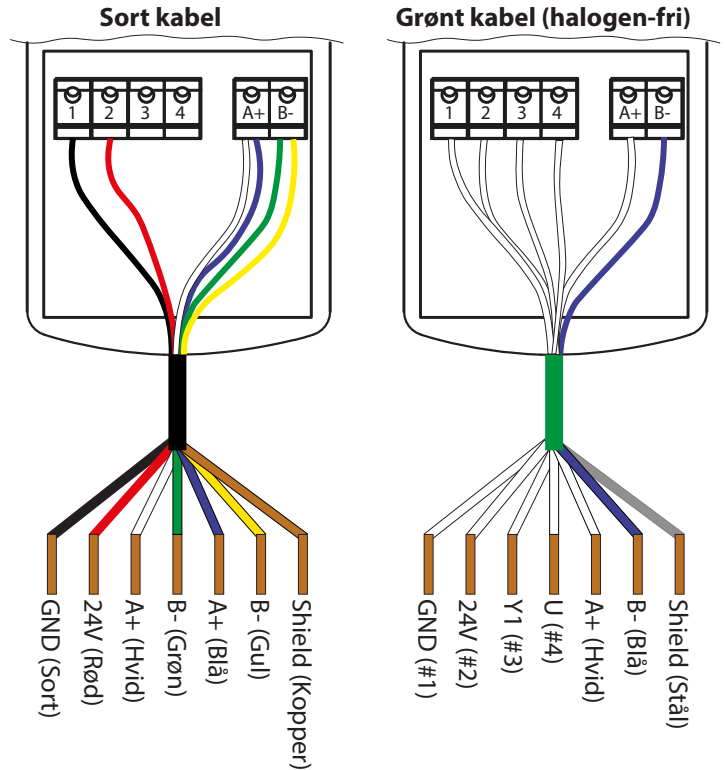 Sort kabel
1 2 3 4 A+ B-
GND (Sort)
24V (Rød)
A+ (Hvid)
B- (Grøn)
A+ (Blå)
B- (Gul)
Shield (Kopper)
Grønt kabel (halogen-fri)
1 2 3 4 A+ B-
GND (#1)
24V (#2)
Y1 (#3)
U (#4)
A+ (Hvid)
B- (Blå)
Shield (Stål)